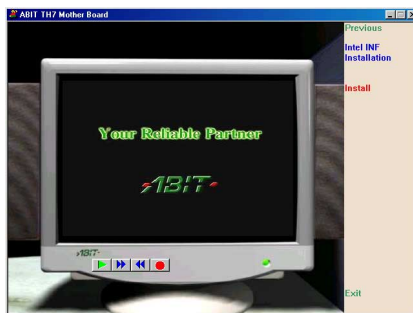 ABIT TH7 Mother Board
Previous
Intel INF
Installation
Install
Your Reliable Partner
ABIT
ABIT
Exit